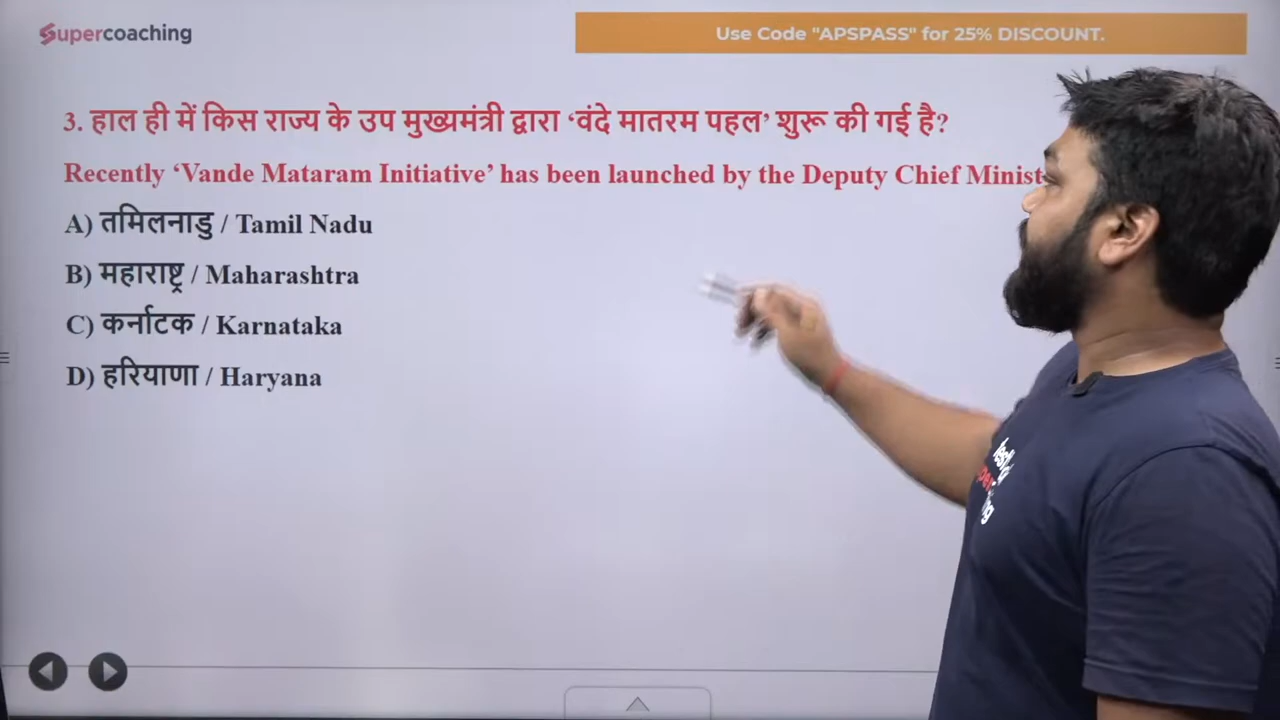 Supercoaching
Use Code "APSPASS" for 25% DISCOUNT.
3. हाल ही में किस राज्य के उप मुख्यमंत्री द्वारा ‘वंदे मातरम पहल’ शुरू की गई है?
Recently ‘Vande Mataram Initiative’ has been launched by the Deputy Chief
A) तमिलनाडु / Tamil Nadu
B) महाराष्ट्र / Maharashtra
C) कर्नाटक / Karnataka
D) हरियाणा / Haryana